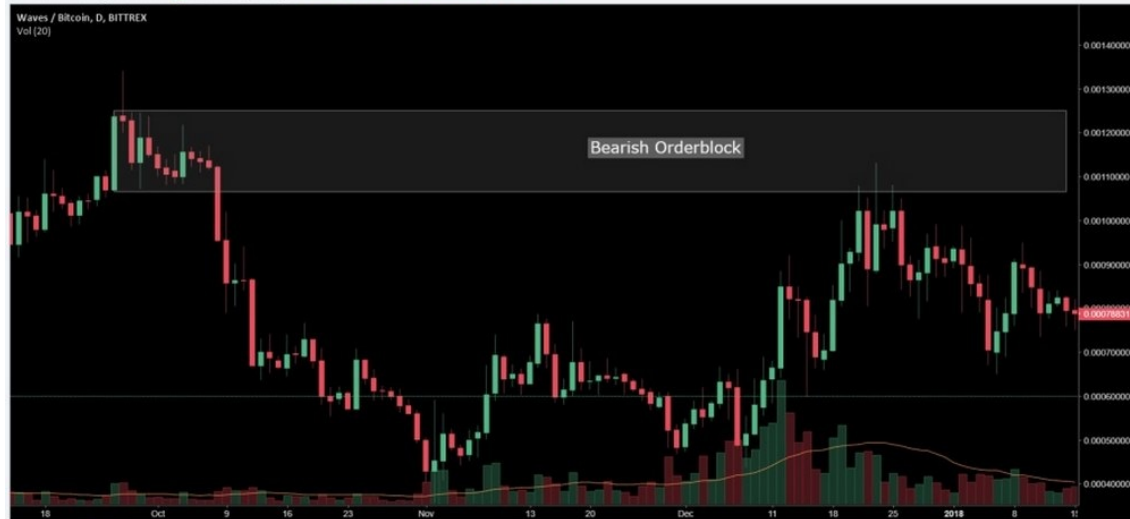 Waves / Bitcoin, D, BITTREX
Vol (20)
0.00140000
0.00130000
0.00120000
Bearish Orderblock
0.00110000
0.00100000
0.00090000
0.00078831
0.00070000
0.00060000
0.00050000
0.00040000
18 Oct 9 16 23 Nov 13 20 Dec 11 18 25 2018 8